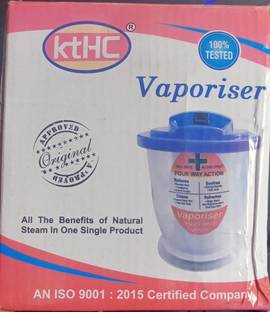 ktHC ®
100%
TESTED
Vaporiser
APPROVED
Original
APPROVED
FOUR WAY ACTION
Vaporiser
All The Benefits of Natural
Steam In One Single Product
AN ISO 9001 : 2015 Certified Company